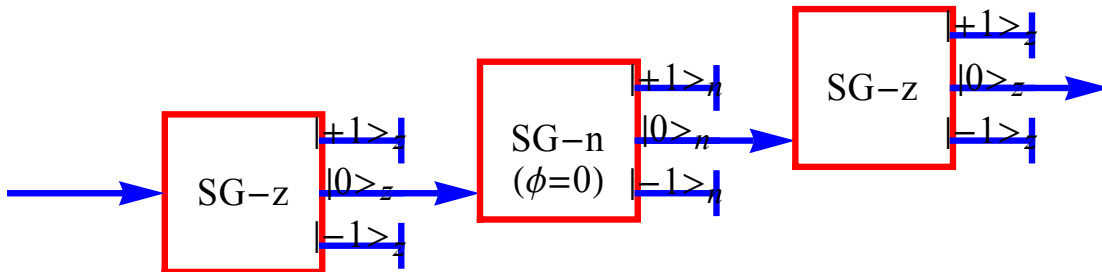 |+1>z
|0>z
|-1>z
SG-z
|+1>n
|0>n
|-1>n
SG-n
(ϕ=0)
|+1>z
|0>z
|-1>z
SG-z